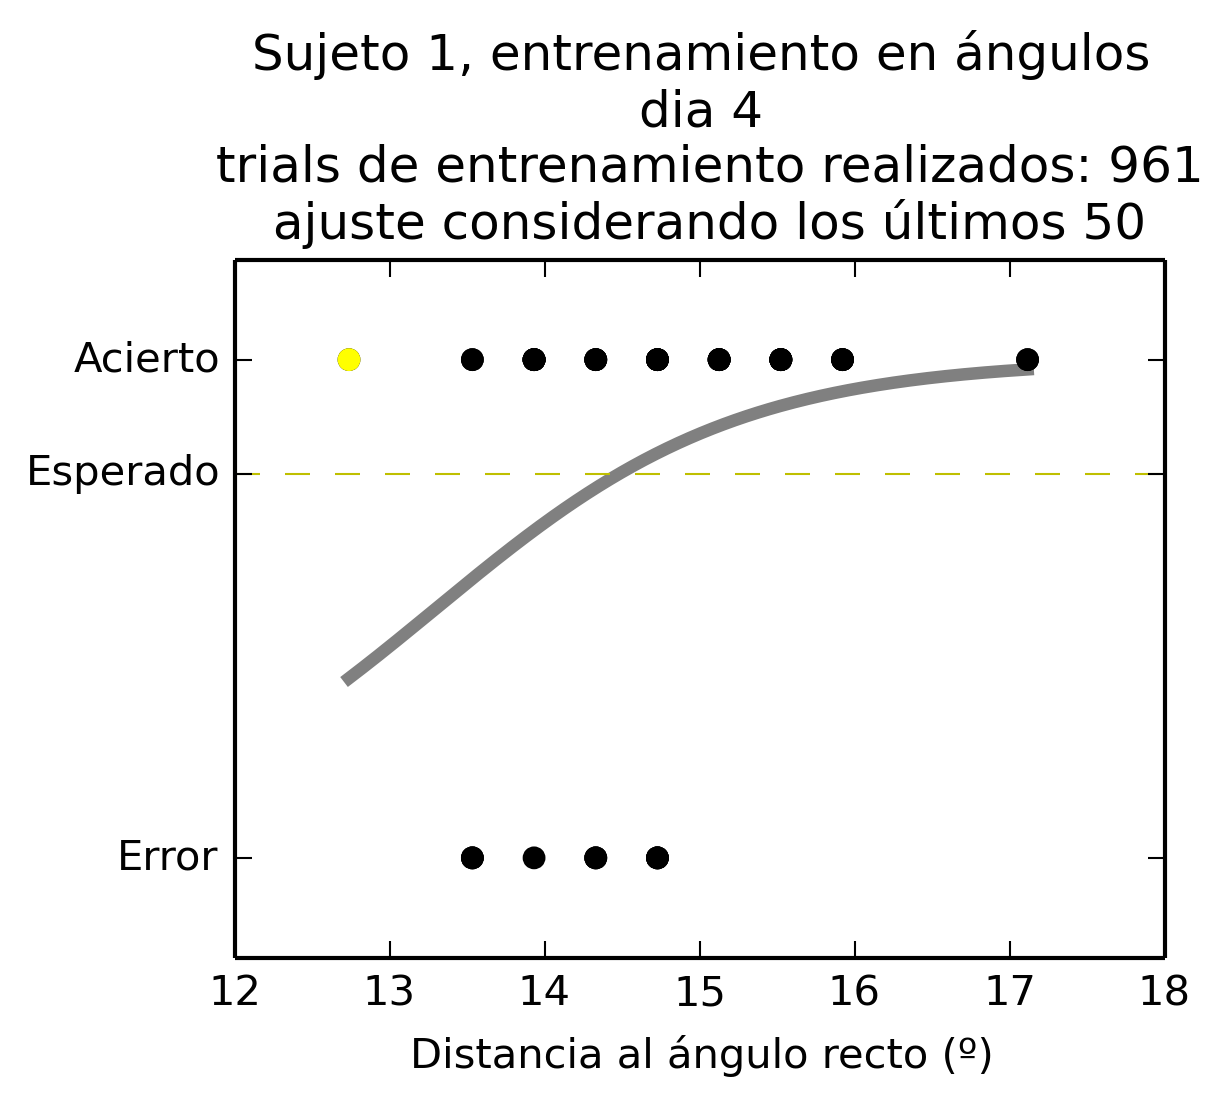 Sujeto 1, entrenamiento en ángulos
dia 4
trials de entrenamiento realizados: 961
ajuste considerando los últimos 50
Acierto
Esperado
Error
12 13 14 15 16 17 18
Distancia al ángulo recto (º)